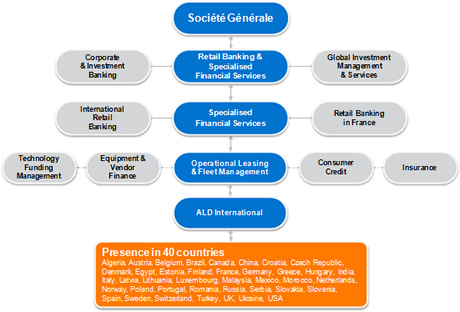 Société Générale
Corporate
& Investment
Banking
Retail Banking &
Specialised
Financial Services
Global Investment
Management
& Services
International
Retail
Banking
Specialised
Financial Services
Retail Banking
in France
Technology
Funding
Management
Equipment &
Vendor
Finance
Operational Leasing
& Fleet Management
Consumer
Credit
Insurance
ALD International
Presence in 40 countries
Algeria, Austria, Belgium, Brazil, Canada, China, Croatia, Czech Republic,
Denmark, Egypt, Estonia, Finland, France, Germany, Greece, Hungary, India,
Italy, Latvia, Lithuania, Luxembourg, Malaysia, Mexico, Morocco, Netherlands,
Norway, Poland, Portugal, Romania, Russia, Serbia, Slovakia, Slovenia,
Spain, Sweden, Switzerland, Turkey, UK, Ukraine, USA